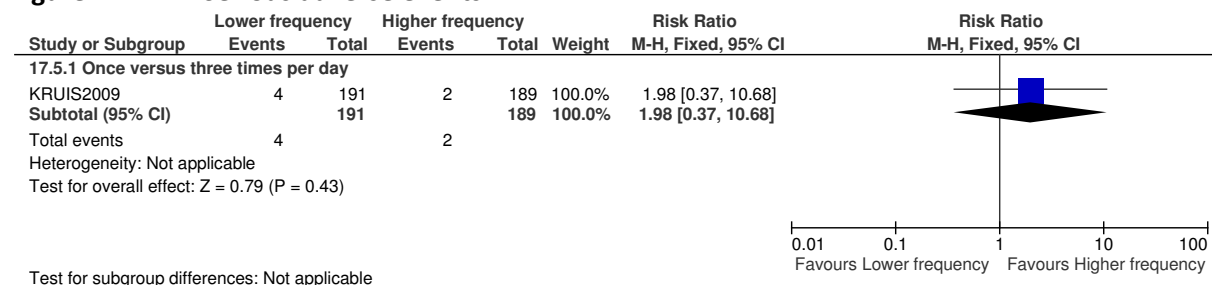 Lower frequency Higher frequency Risk Ratio Risk Ratio
Study or Subgroup Events Total Events Total Weight M-H, Fixed, 95% CI M-H, Fixed, 95% CI
17.5.1 Once versus three times per day
KRUIS2009 4 191 2 189 100.0% 1.98 [0.37, 10.68]
Subtotal (95% CI) 191 189 100.0% 1.98 [0.37, 10.68]
Total events 4 2
Heterogeneity: Not applicable
Test for overall effect: Z = 0.79 (P = 0.43)
0.01 0.1 1 10 100
Favours Lower frequency Favours Higher frequency
Test for subgroup differences: Not applicable